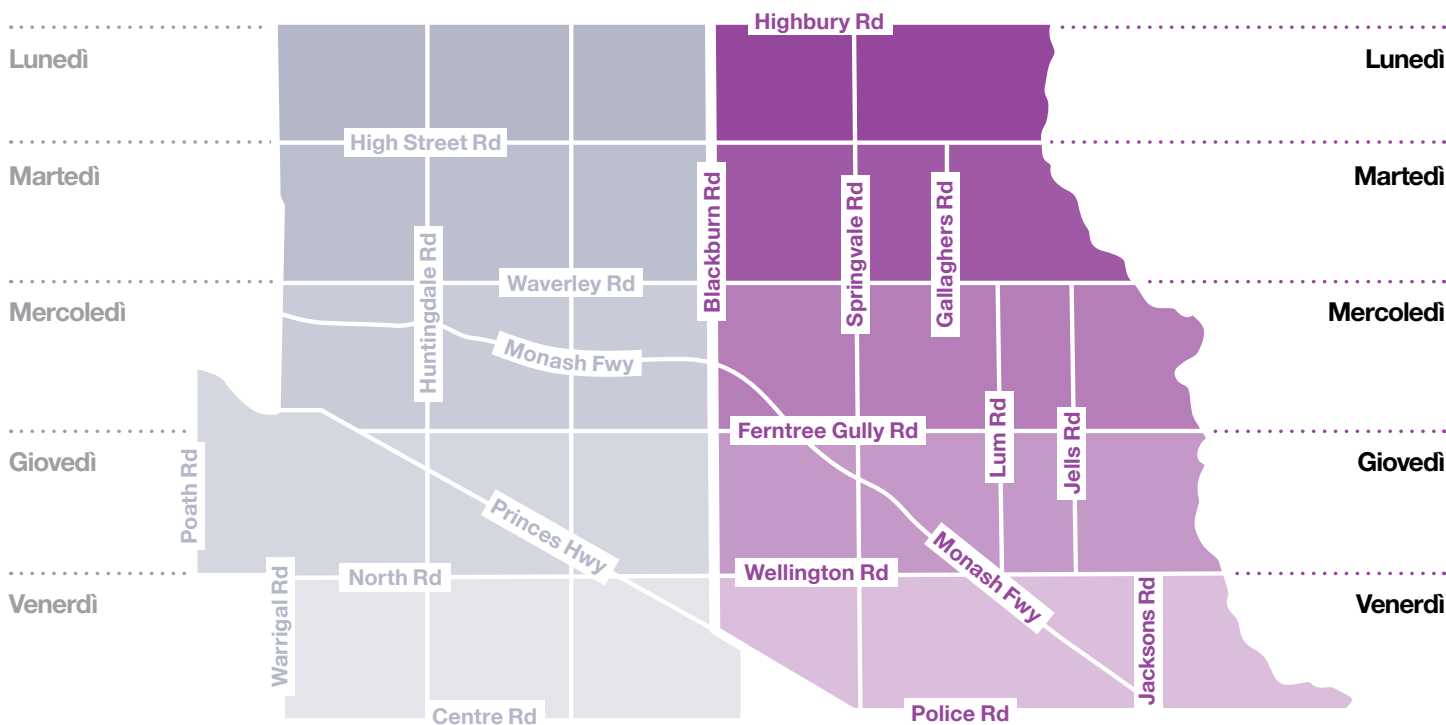 Highbury Rd
Lunedì
Lunedì
High Street Rd
Martedì
Martedì
Blackburn Rd
Springvale Rd
Gallaghers Rd
Huntingdale Rd
Waverley Rd
Mercoledì
Mercoledì
Monash Fwy
Ferntree Gully Rd
Lum Rd
Jells Rd
Giovedì
Giovedì
Poath Rd
Princes Hwy
Monash Fwy
North Rd
Wellington Rd
Venerdì
Venerdì
Warrigal Rd
Jacksons Rd
Centre Rd
Police Rd